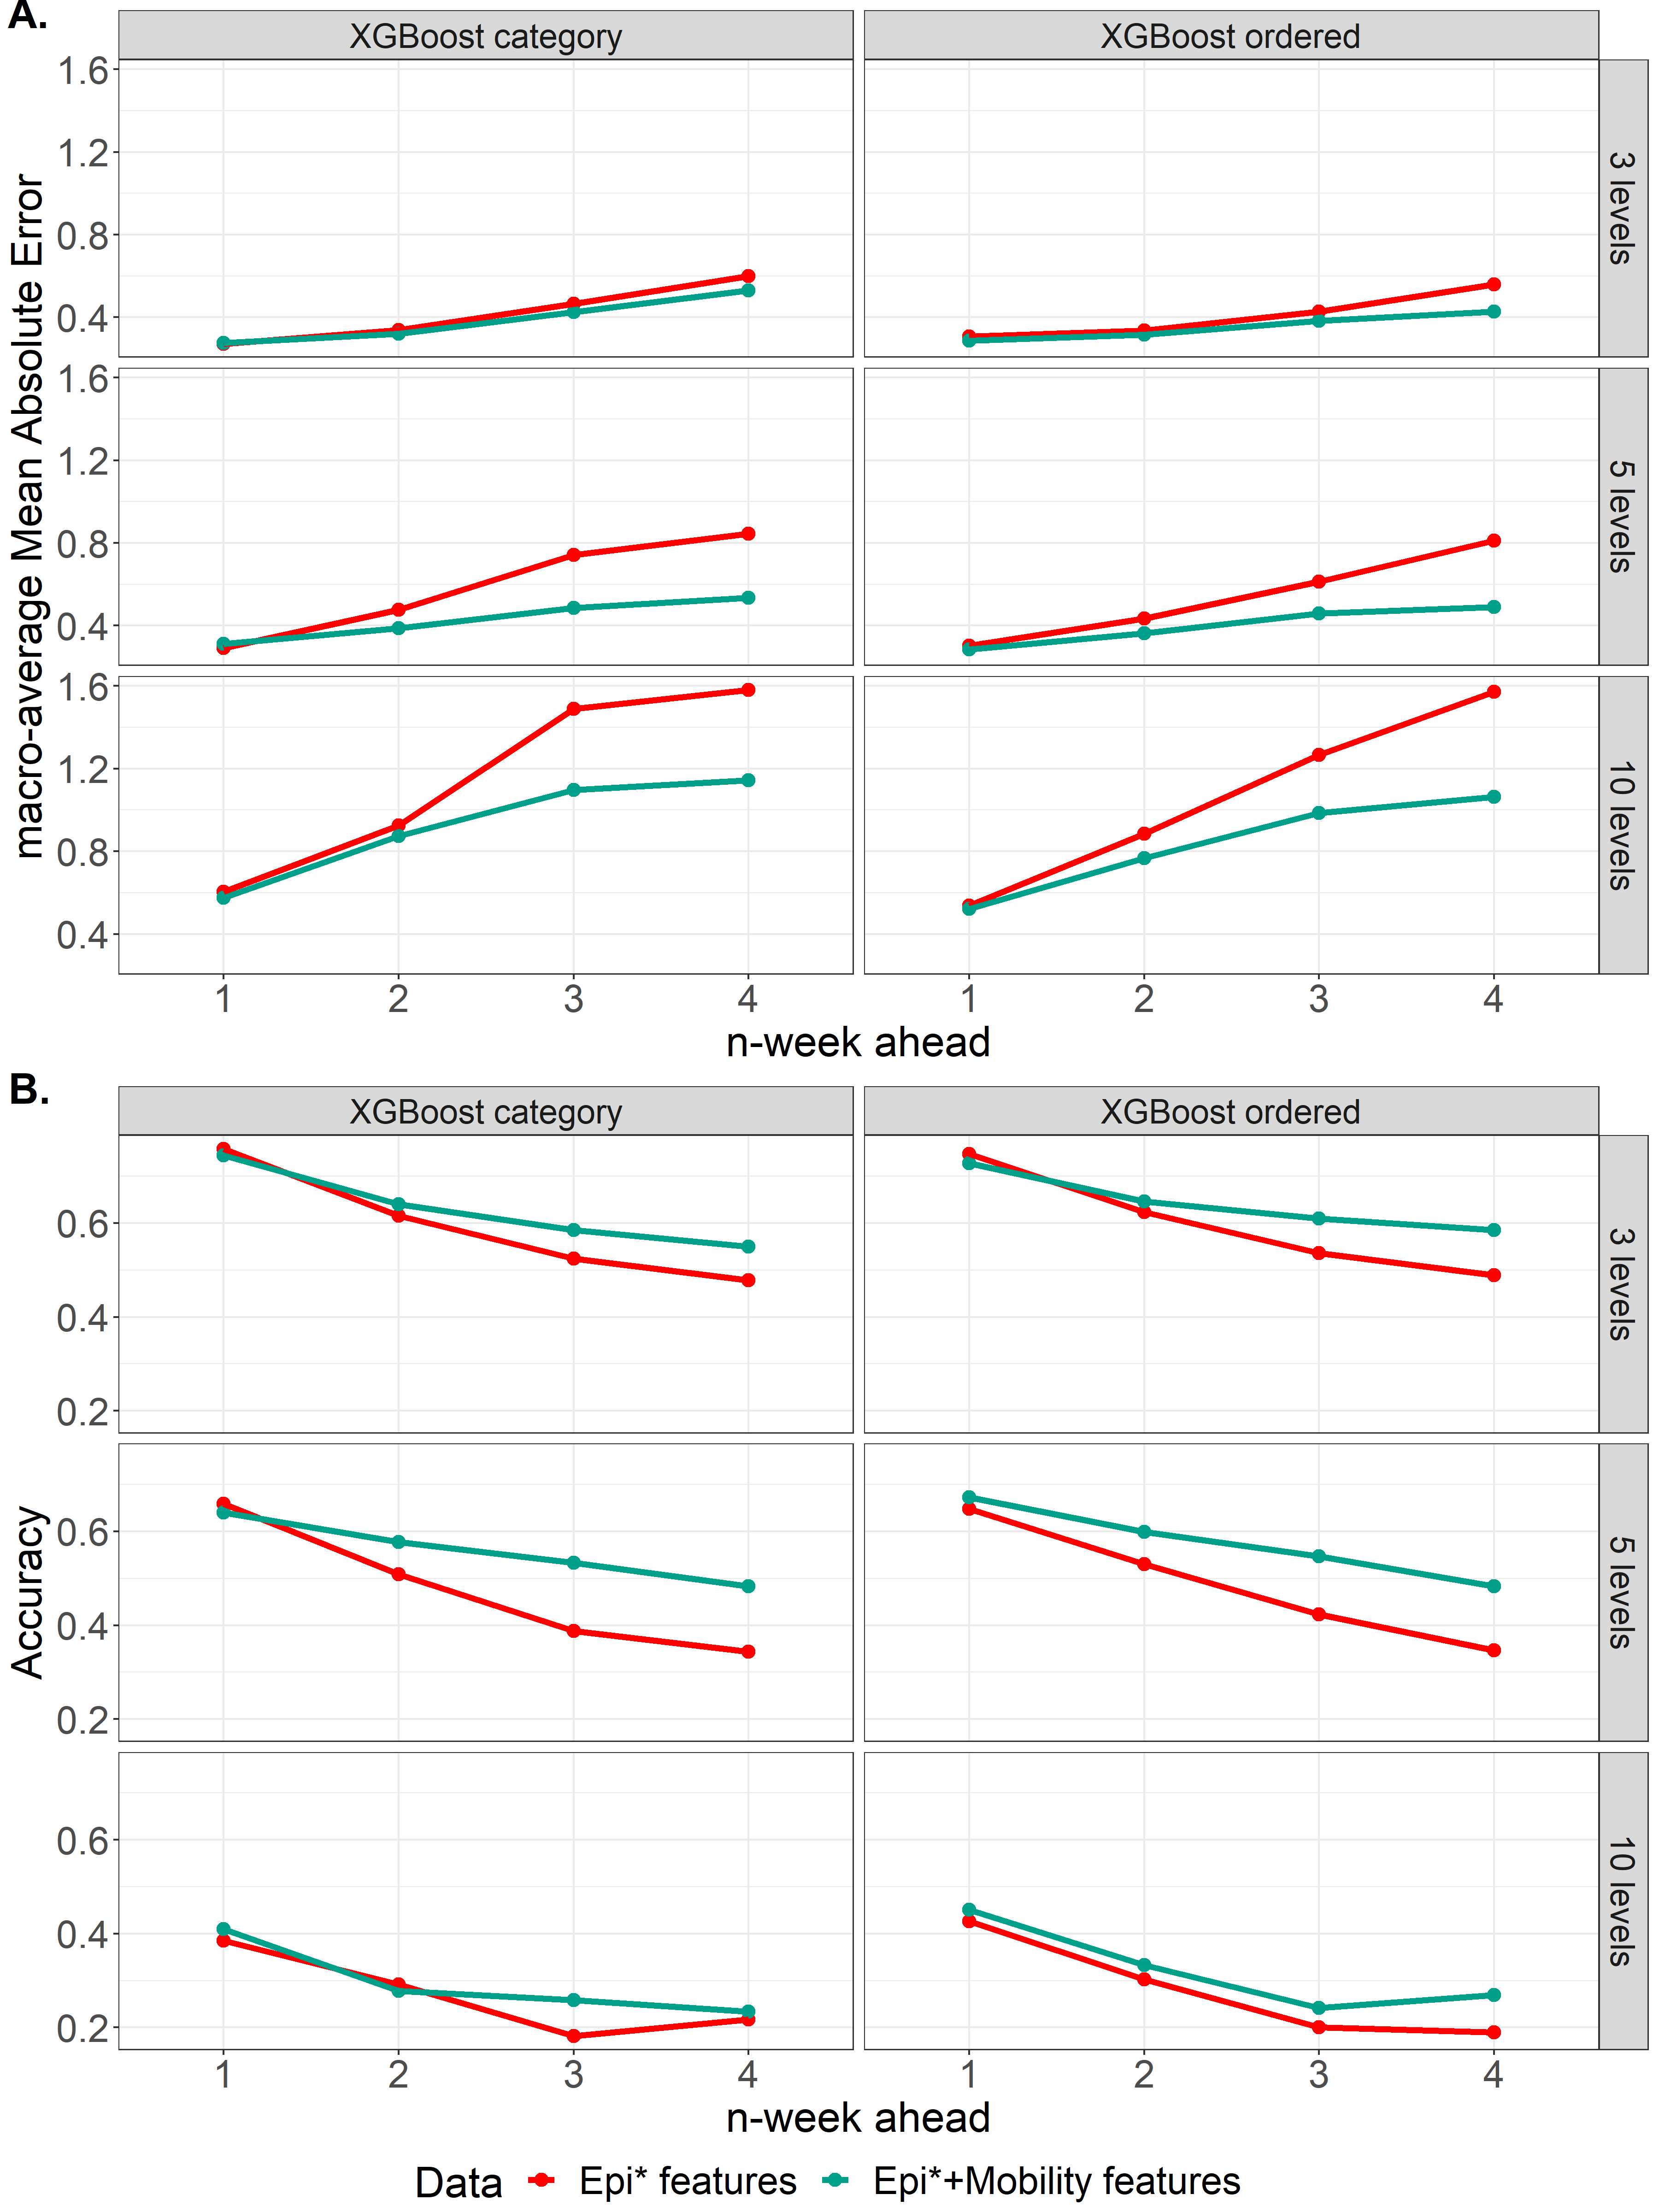 A.
XGBoost category
XGBoost ordered
macro-average Mean Absolute Error
1.6
1.2
0.8
0.4
3 levels
1.6
1.2
0.8
0.4
5 levels
1.6
1.2
0.8
0.4
10 levels
1 2 3 4
1 2 3 4
n-week ahead
B.
XGBoost category
XGBoost ordered
Accuracy
0.6
0.4
0.2
3 levels
0.6
0.4
0.2
5 levels
0.6
0.4
0.2
10 levels
1 2 3 4
1 2 3 4
n-week ahead
Data Epi* features Epi*+Mobility features